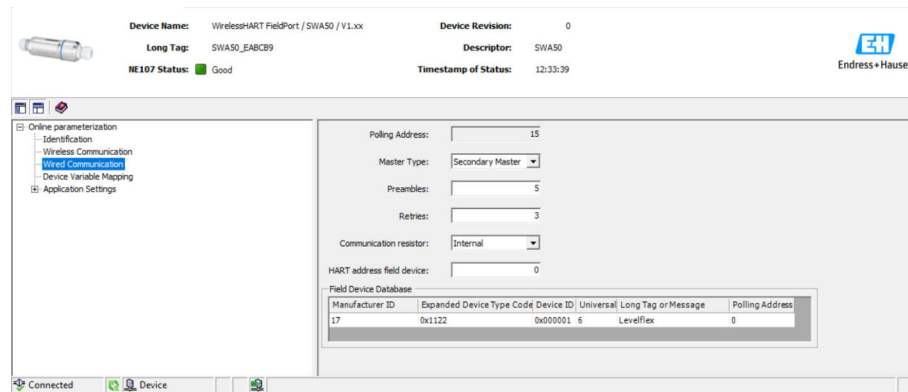 Device Name: WirelessHART FieldPort / SWA50 / V1.xx Device Revision: 0
Long Tag: SWA50_EABCB9 Descriptor: SWA50
NE107 Status: Good Timestamp of Status: 12:33:39
EH
Endress+Hause
Online parameterization
Identification
Wireless Communication
Wired Communication
Device Variable Mapping
Application Settings
Polling Address: 15
Master Type: Secondary Master
Preambles: 5
Retries: 3
Communication resistor: Internal
HART address field device: 0
Field Device Database
Manufacturer ID Expanded Device Type Code Device ID Universal Long Tag or Message Polling Address
17 0x1122 0x000001 6 Levelflex 0
Connected Device